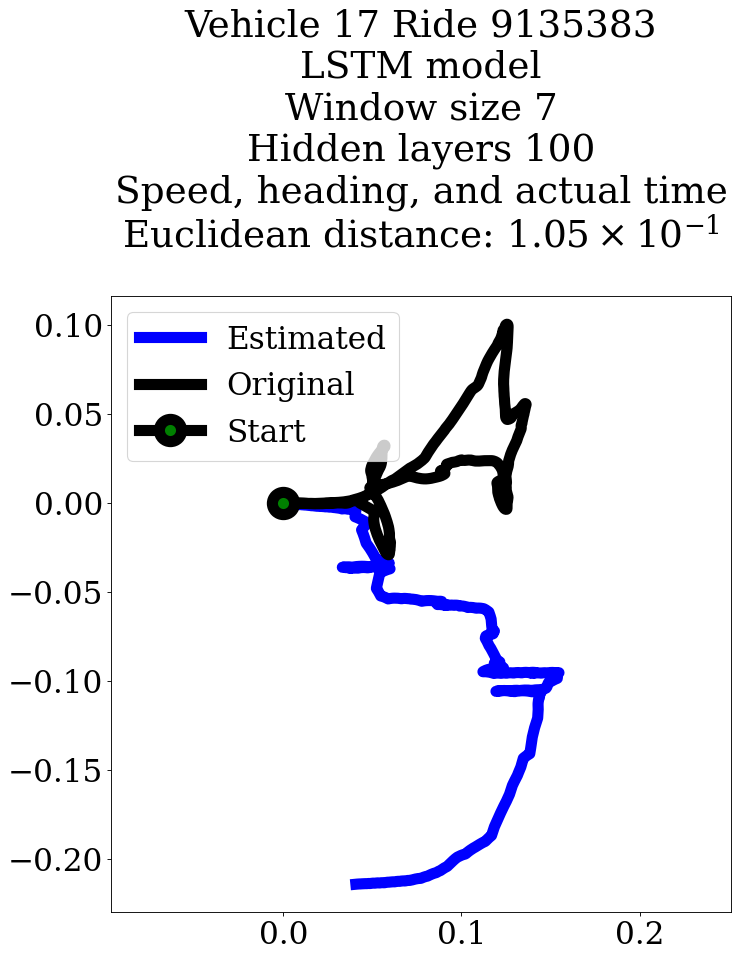 Vehicle 17 Ride 9135383
LSTM model
Window size 7
Hidden layers 100
Speed, heading, and actual time
Euclidean distance: 1.05 × 10⁻¹
Estimated
Original
Start
0.10
0.05
0.00
−0.05
−0.10
−0.15
−0.20
0.0 0.1 0.2